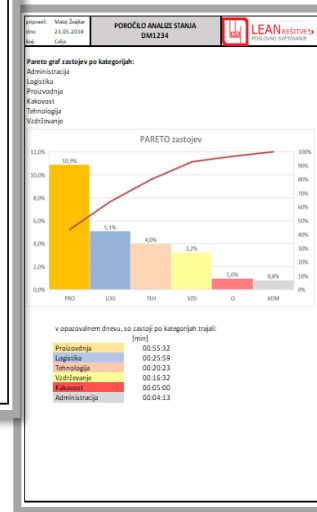 pripravil: Matej Žvajkar
dne: 23.05.2018
kraj: Celje
POROČILO ANALIZE STANJA
DM1234
LEAN REŠITVE
POSLOVNO SVETOVANJE
Pareto graf zastojev po kategorijah:
Administracija
Logistika
Proizvodnja
Kakovost
Tehnologija
Vzdrževanje
PARETO zastojev
12,0%
10,0%
8,0%
6,0%
4,0%
2,0%
0,0%
10,9%
5,1%
4,0%
3,2%
1,0%
0,8%
100%
90%
80%
70%
60%
50%
40%
30%
20%
10%
0%
PRO LOG TEH VZD Q ADM
v opazovalnem dnevu, so zastoji po kategorijah trajali:
[min]
Proizovdnja 00:55:32
Logistika 00:25:59
Tehnologija 00:20:23
Vzdrževanje 00:16:32
Kakovost 00:05:00
Administracija 00:04:13